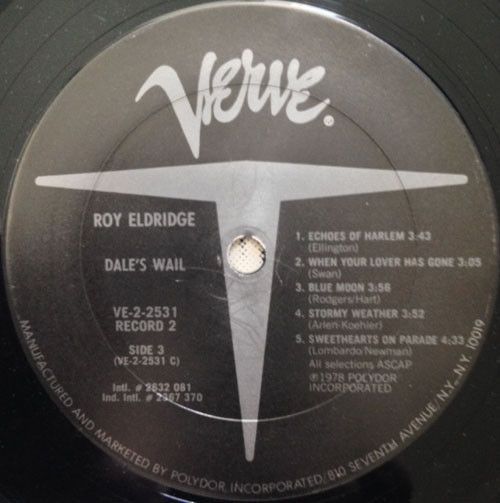 Verve.
ROY ELDRIDGE
DALE'S WAIL
VE-2-2531
RECORD 2
SIDE 3
(VE-2-2531 C)
Intl. # 2632 081
Ind. Intl. # 2367 370
1. ECHOES OF HARLEM 3:43
(Ellington)
2. WHEN YOUR LOVER HAS GONE 3:05
(Swan)
3. BLUE MOON 3:56
(Rodgers/Hart)
4. STORMY WEATHER 3:52
(Arlen-Koehler)
5. SWEETHEARTS ON PARADE 4:33
(Lombardo/Newman)
All selections ASCAP
℗1978 POLYDOR
INCORPORATED
MANUFACTURED AND MARKETED BY POLYDOR INCORPORATED/810 SEVENTH AVENUE N.Y., N.Y. 10019